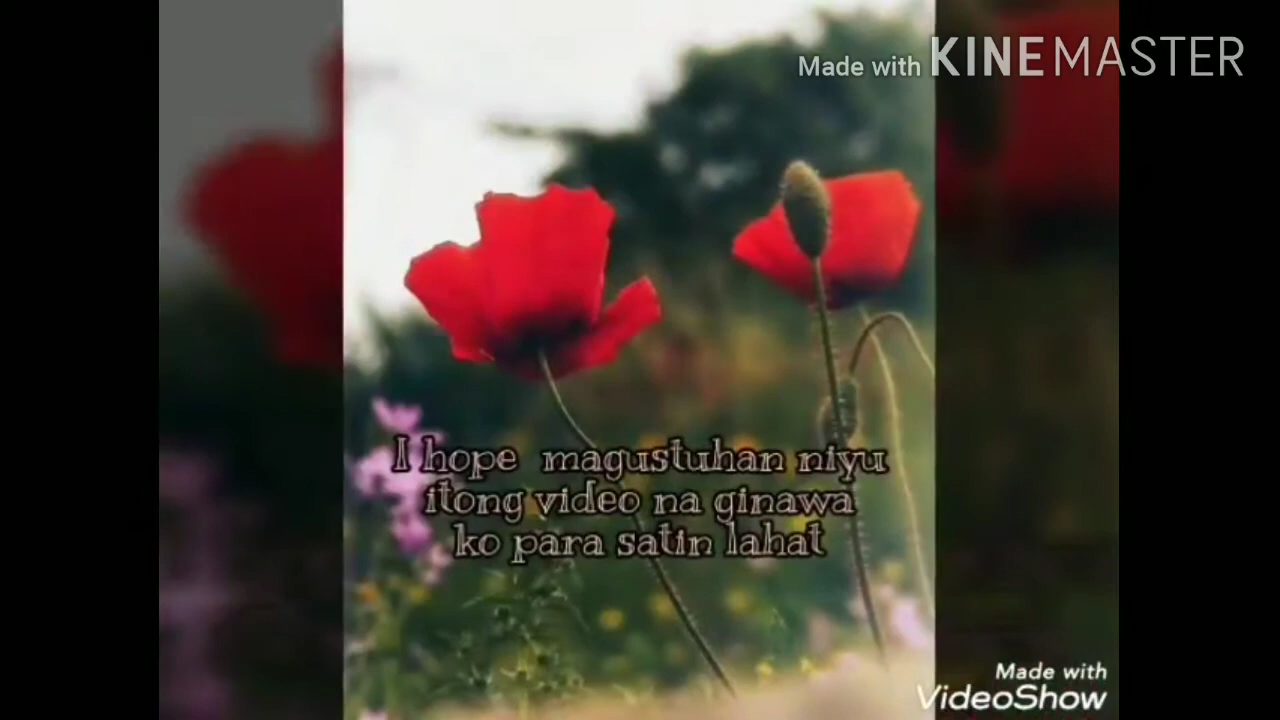 Made with KINEMASTER
I hope magustuhan niyu
itong video na ginawa
ko para satin lahat
Made with
VideoShow